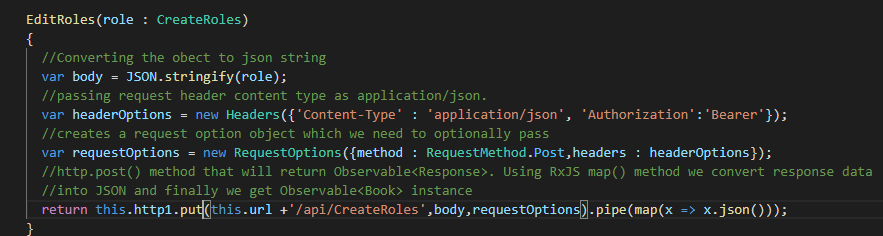 EditRoles(role : CreateRoles)
{
//Converting the obect to json string
var body = JSON.stringify(role);
//passing request header content type as application/json.
var headerOptions = new Headers({'Content-Type' : 'application/json', 'Authorization':'Bearer'});
//creates a request option object which we need to optionally pass
var requestOptions = new RequestOptions({method : RequestMethod.Post,headers : headerOptions});
//http.post() method that will return Observable<Response>. Using RxJS map() method we convert response data
//into JSON and finally we get Observable<Book> instance
return this.http1.put(this.url +'/api/CreateRoles',body,requestOptions).pipe(map(x => x.json()));
}